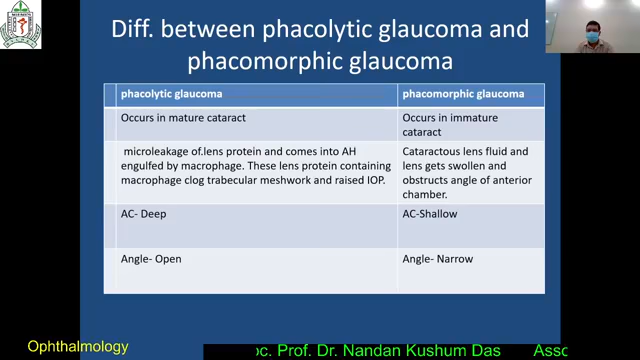 Diff. between phacolytic glaucoma and
phacomorphic glaucoma
phacolytic glaucoma
phacomorphic glaucoma
Occurs in mature cataract
Occurs in immature
cataract
microleakage of.lens protein and comes into AH
engulfed by macrophage. These lens protein containing
macrophage clog trabecular meshwork and raised IOP.
Cataractous lens fluid and
lens gets swollen and
obstructs angle of anterior
chamber.
AC- Deep
AC-Shallow
Angle- Open
Angle- Narrow
Ophthalmology
oc. Prof. Dr. Nandan Kushum Das
Assc